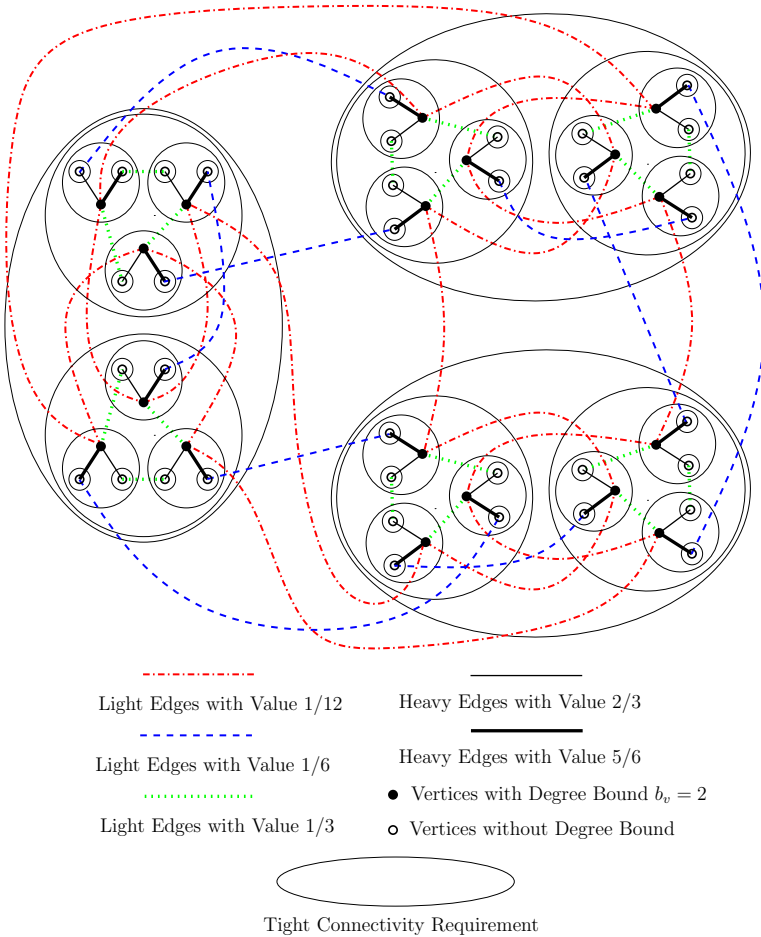 Light Edges with Value 1/12
Heavy Edges with Value 2/3
Light Edges with Value 1/6
Heavy Edges with Value 5/6
Light Edges with Value 1/3
Vertices with Degree Bound b_v = 2
Vertices without Degree Bound
Tight Connectivity Requirement